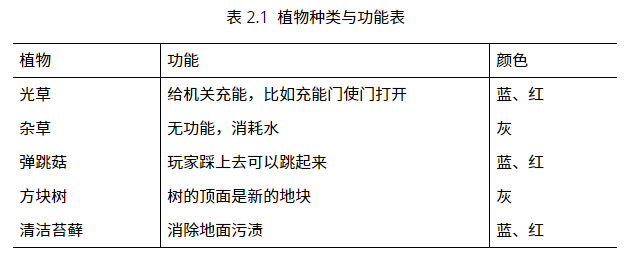 表 2.1 植物种类与功能表
植物 功能 颜色
光草 给机关充能，比如充能门使门打开 蓝、红
杂草 无功能，消耗水 灰
弹跳菇 玩家踩上去可以跳起来 蓝、红
方块树 树的顶面是新的地块 灰
清洁苔藓 消除地面污渍 蓝、红